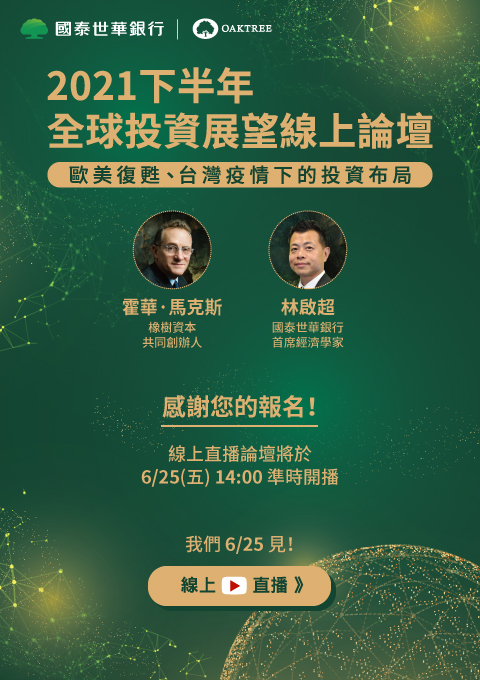 國泰世華銀行 OAKTREE
2021下半年
全球投資展望線上論壇
歐美復甦、台灣疫情下的投資布局
霍華·馬克斯
橡樹資本
共同創辦人
林啟超
國泰世華銀行
首席經濟學家
感謝您的報名!
線上直播論壇將於
6/25(五) 14:00 準時開播
我們 6/25 見!
線上 直播 》